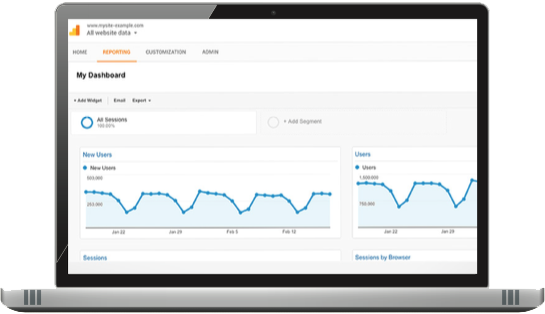 www.mysite-example.com
All website data
HOME
REPORTING
CUSTOMIZATION
ADMIN
My Dashboard
+ Add Widget
Email
Export
All Sessions
100.00%
+ Add Segment
New Users
New Users
500,000
250,000
Jan 22
Jan 29
Feb 5
Feb 12
Users
Users
1,500,000
750,000
Jan 22
Jan 29
Sessions
Sessions by Browser